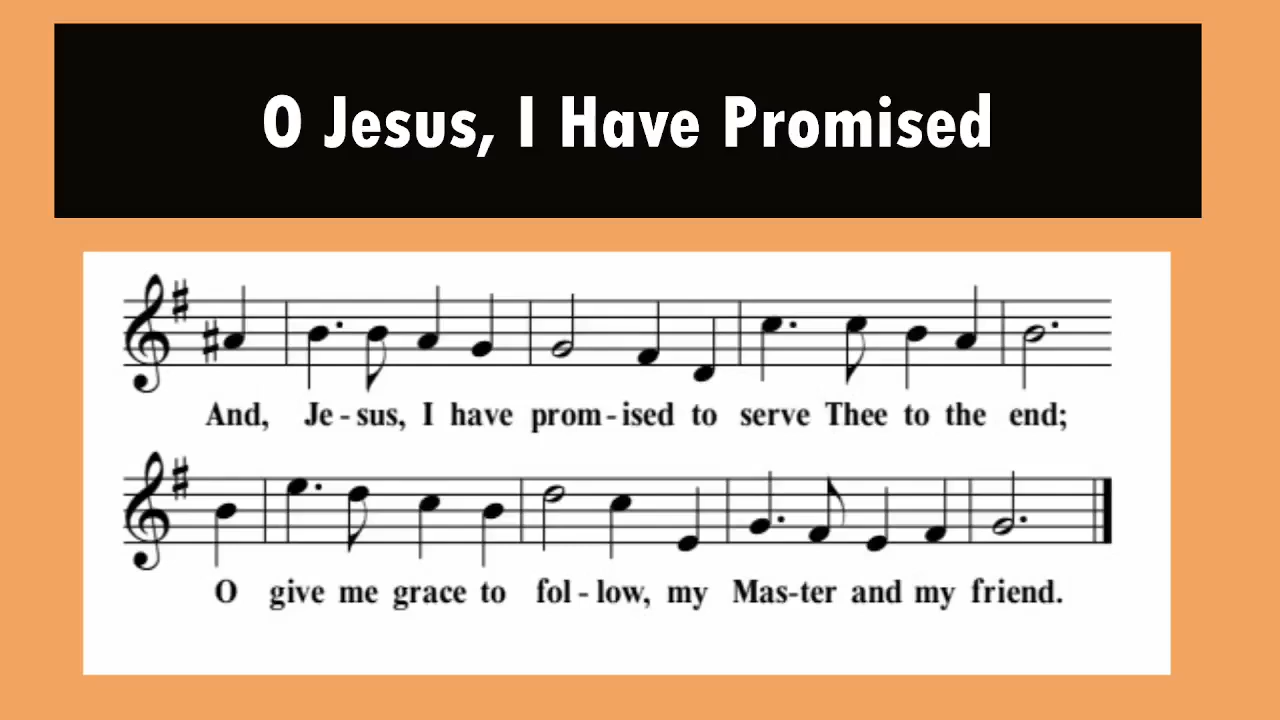 O Jesus, I Have Promised
And, Je - sus, I have prom - ised to serve Thee to the end;
O give me grace to fol - low, my Mas - ter and my friend.